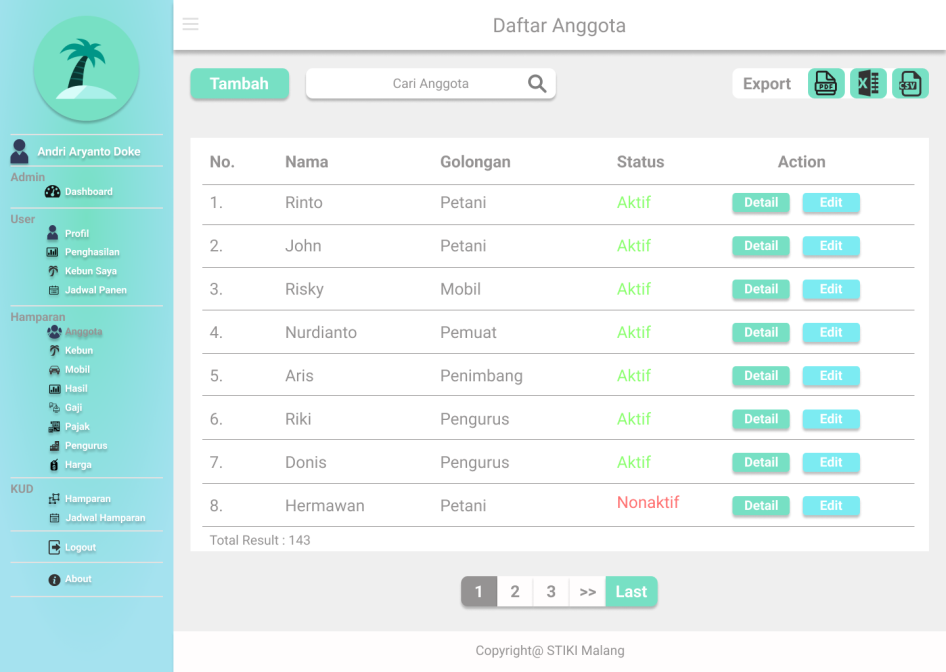 Daftar Anggota
Andri Aryanto Doke
Admin
Dashboard
User
Profil
Penghasilan
Kebun Saya
Jadwal Panen
Hamparan
Anggota
Kebun
Mobil
Hasil
Gaji
Pajak
Pengurus
Harga
KUD
Hamparan
Jadwal Hamparan
Logout
About
Tambah
Cari Anggota
Export PDF X CSV
No. Nama Golongan Status Action
1. Rinto Petani Aktif Detail Edit
2. John Petani Aktif Detail Edit
3. Risky Mobil Aktif Detail Edit
4. Nurdianto Pemuat Aktif Detail Edit
5. Aris Penimbang Aktif Detail Edit
6. Riki Pengurus Aktif Detail Edit
7. Donis Pengurus Aktif Detail Edit
8. Hermawan Petani Nonaktif Detail Edit
Total Result : 143
1 2 3 >> Last
Copyright@ STIKI Malang